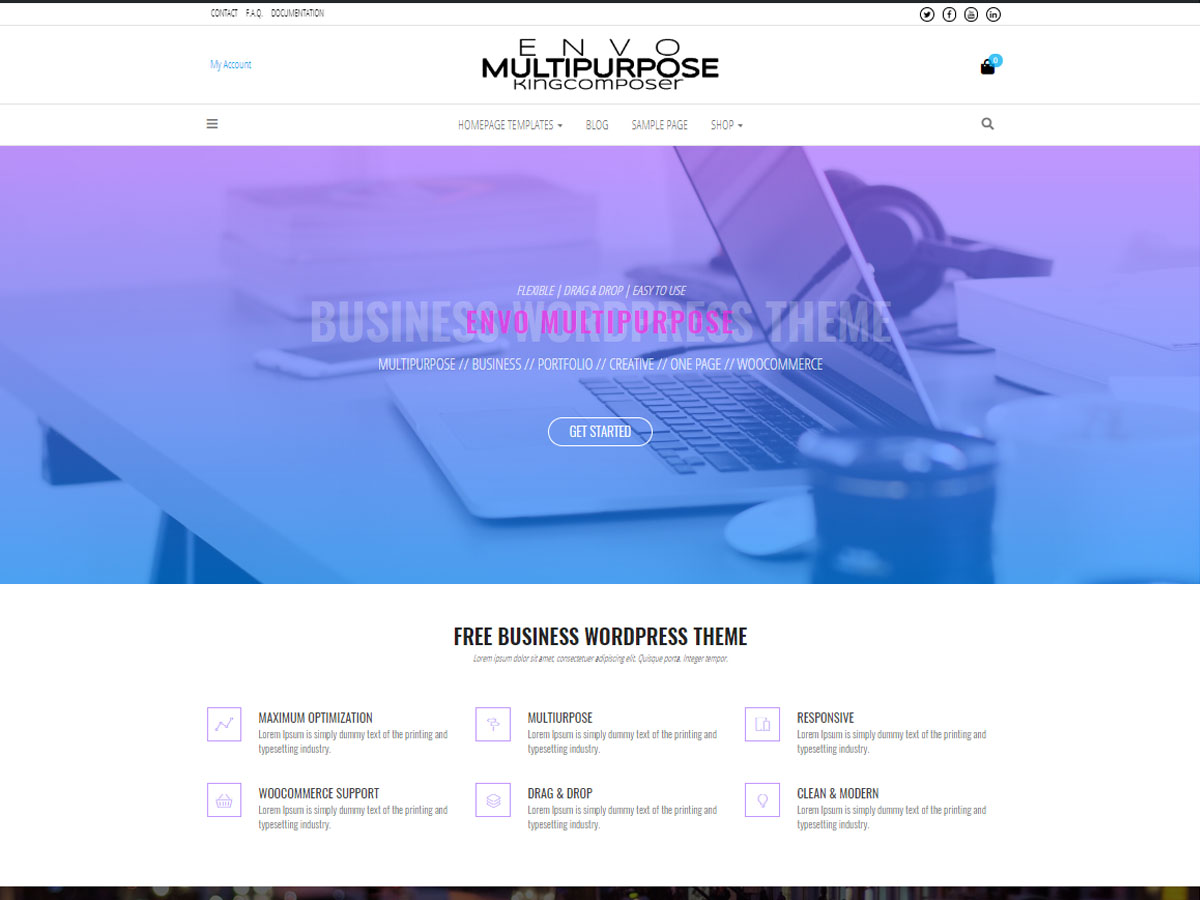 CONTACT F.A.Q. DOCUMENTATION
My Account
ENVO
MULTIPURPOSE
KINGCOMPOSER
0
HOMEPAGE TEMPLATES BLOG SAMPLE PAGE SHOP
FLEXIBLE | DRAG & DROP | EASY TO USE
BUSINESS WORDPRESS THEME
ENVO MULTIPURPOSE
MULTIPURPOSE // BUSINESS // PORTFOLIO // CREATIVE // ONE PAGE // WOOCOMMERCE
GET STARTED
FREE BUSINESS WORDPRESS THEME
Lorem ipsum dolor sit amet, consectetuer adipiscing elit. Quisque porta. Integer tempor.
MAXIMUM OPTIMIZATION
Lorem Ipsum is simply dummy text of the printing and
typesetting industry.
MULTIURPOSE
Lorem Ipsum is simply dummy text of the printing and
typesetting industry.
RESPONSIVE
Lorem Ipsum is simply dummy text of the printing and
typesetting industry.
WOOCOMMERCE SUPPORT
Lorem Ipsum is simply dummy text of the printing and
typesetting industry.
DRAG & DROP
Lorem Ipsum is simply dummy text of the printing and
typesetting industry.
CLEAN & MODERN
Lorem Ipsum is simply dummy text of the printing and
typesetting industry.